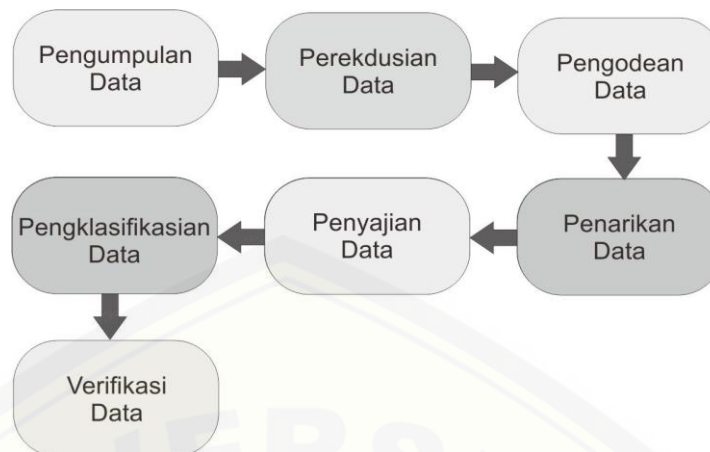 Pengumpulan
Data
Perekdusian
Data
Pengodean
Data
Penarikan
Data
Penyajian
Data
Pengklasifikasian
Data
Verifikasi
Data